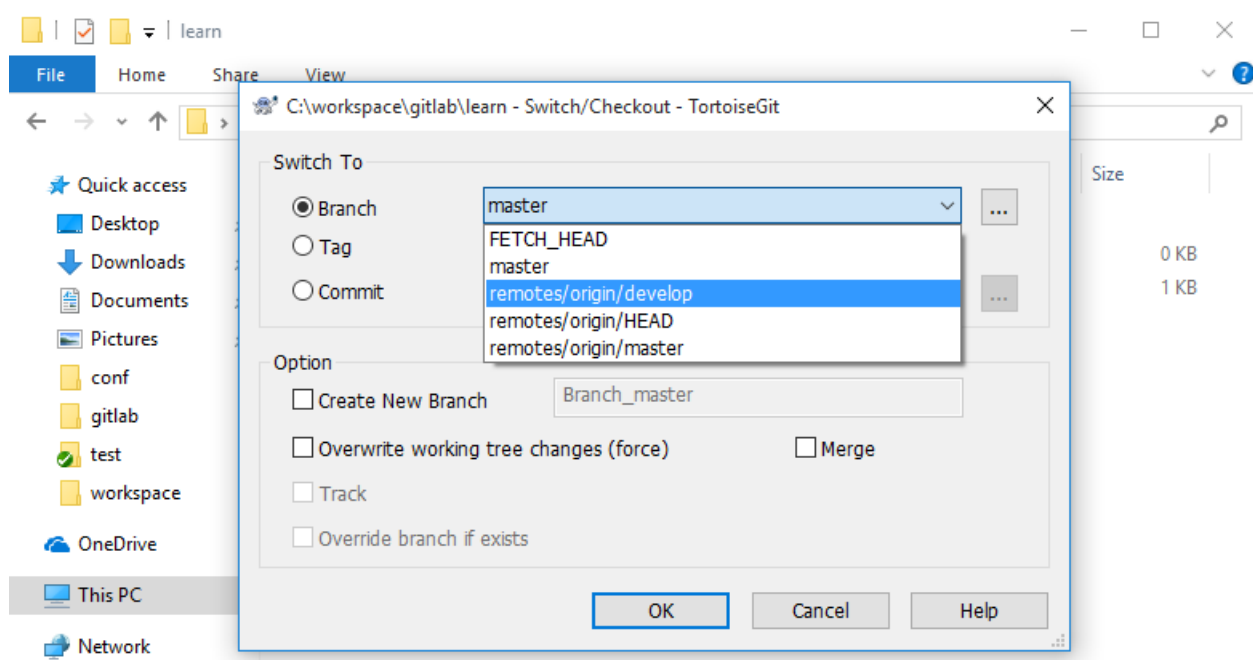 learn
File Home Share View
C:\workspace\gitlab\learn - Switch/Checkout - TortoiseGit
Switch To
Branch master ...
FETCH_HEAD
master
remotes/origin/develop
remotes/origin/HEAD
remotes/origin/master
Tag
Commit ...
Option
Create New Branch Branch_master
Overwrite working tree changes (force) Merge
Track
Override branch if exists
OK Cancel Help
Quick access
Desktop
Downloads
Documents
Pictures
conf
gitlab
test
workspace
OneDrive
This PC
Network
Size
0 KB
1 KB